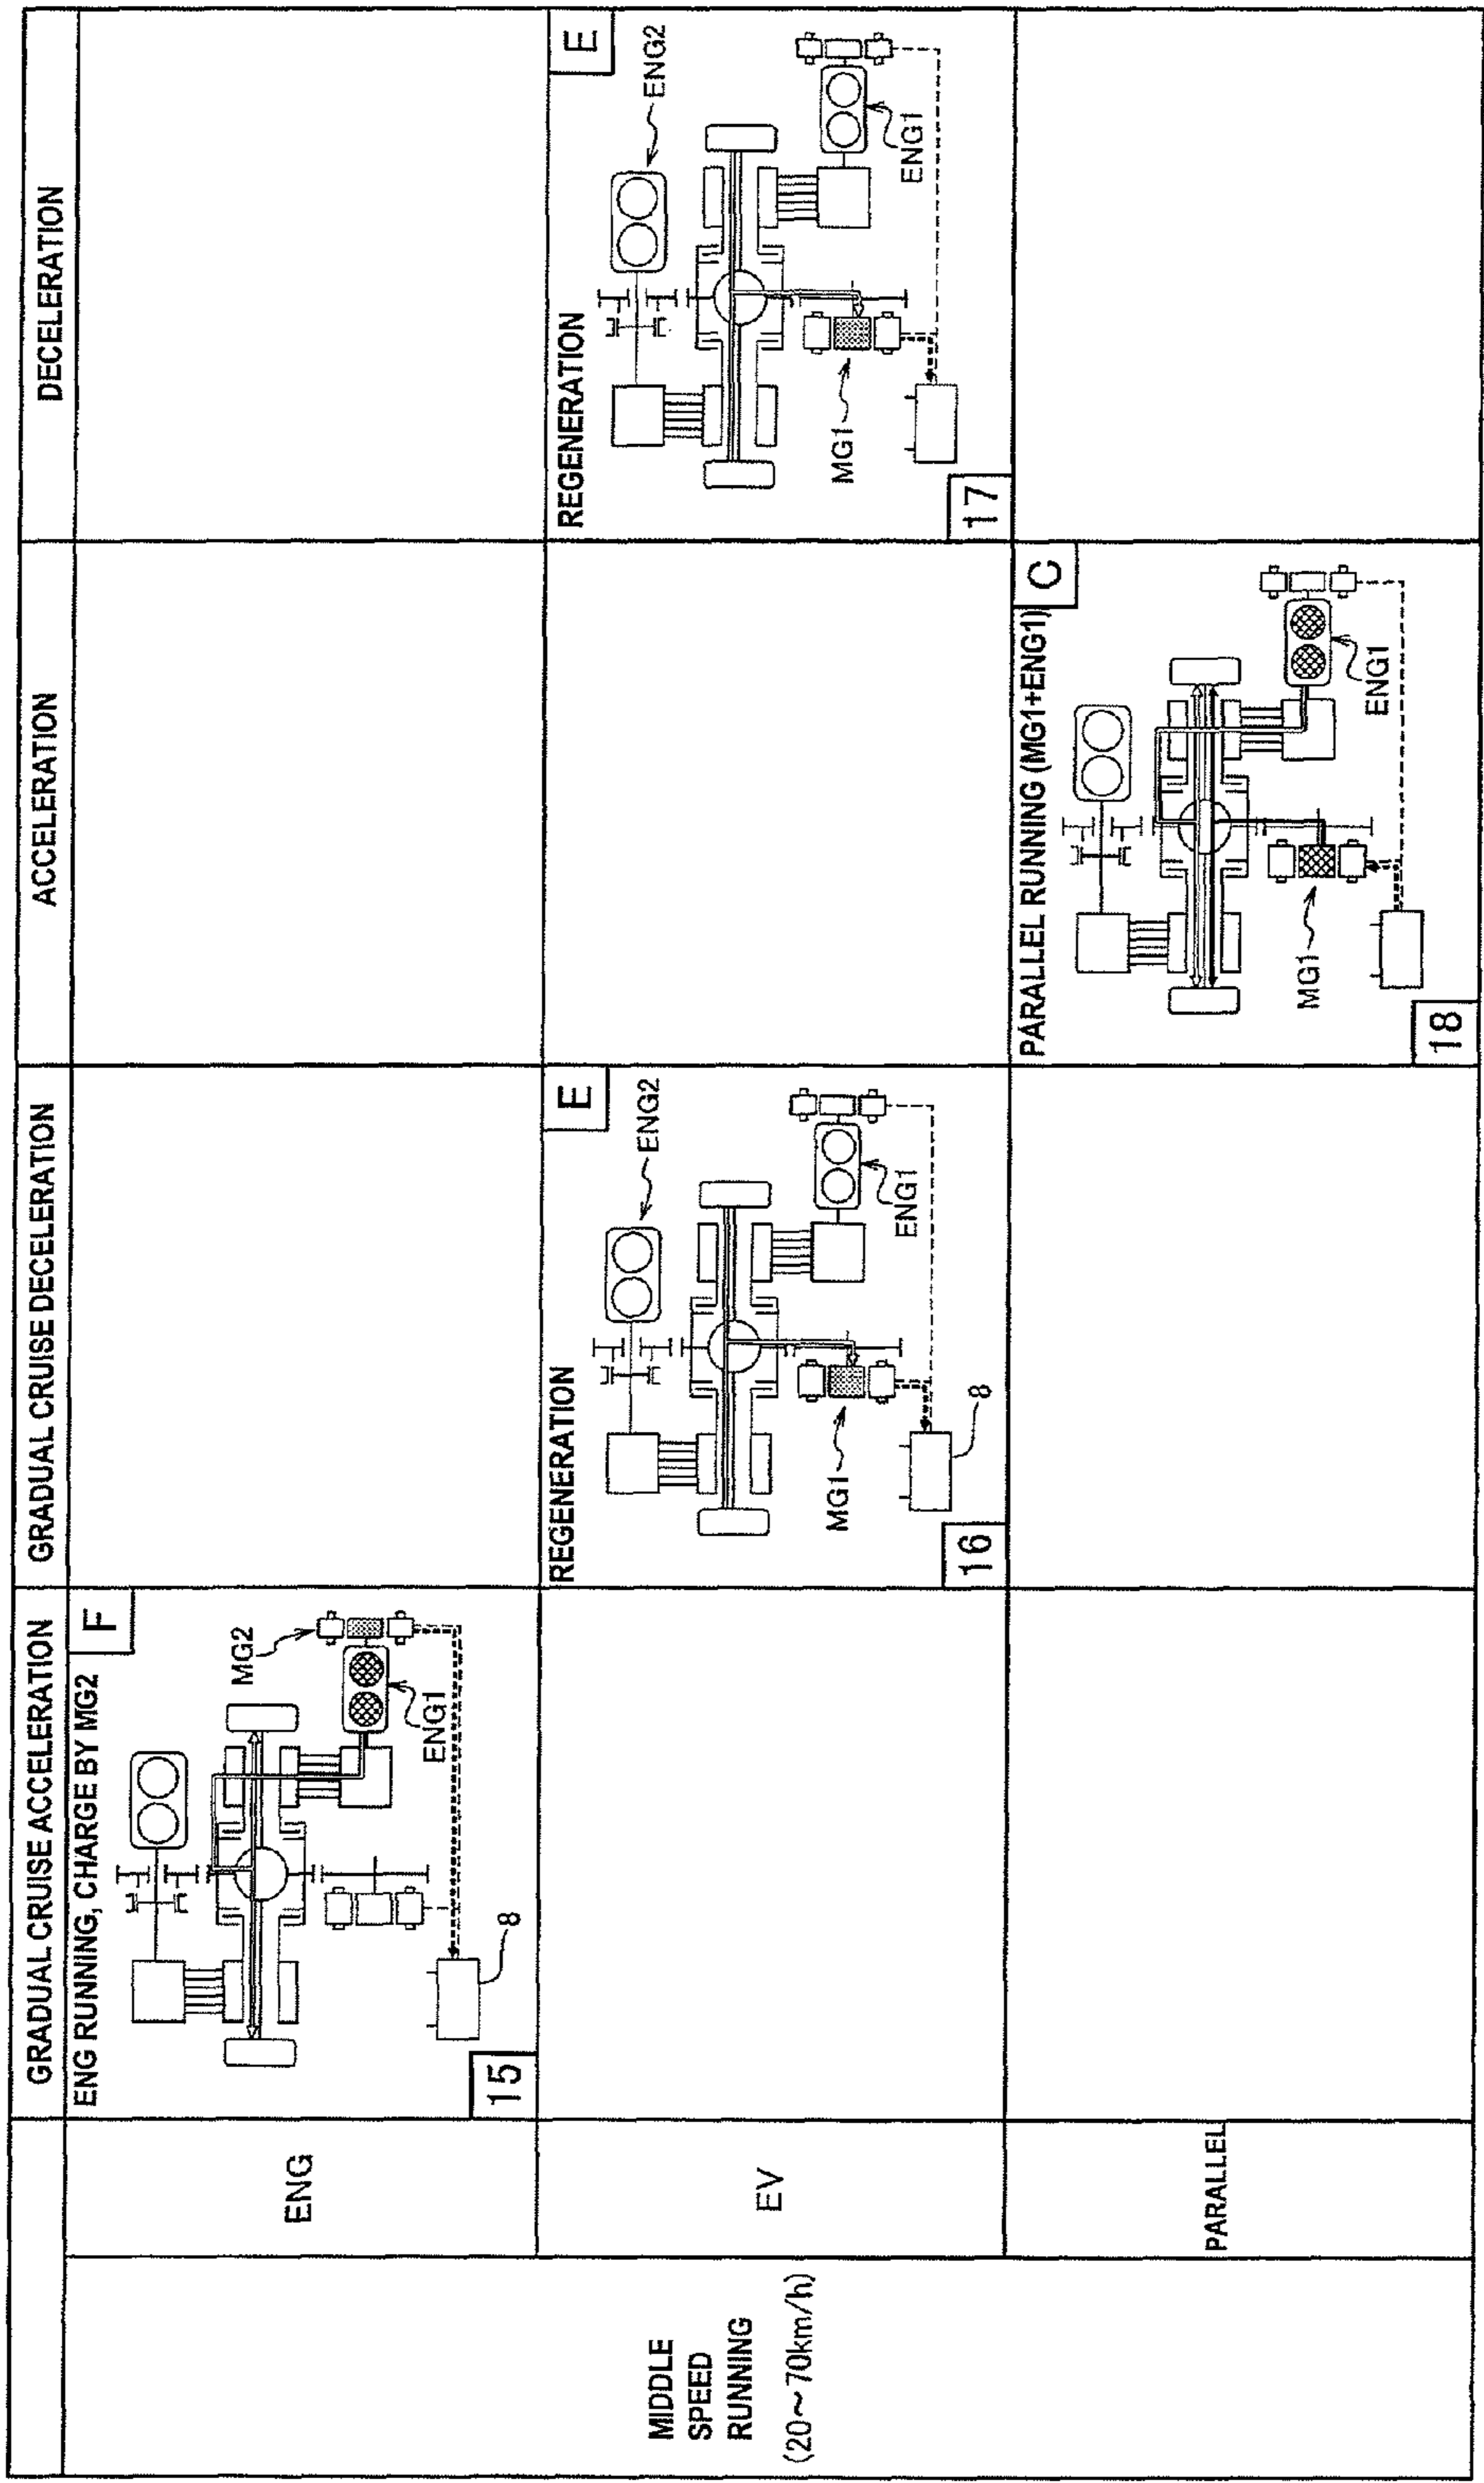 GRADUAL CRUISE ACCELERATION
GRADUAL CRUISE DECELERATION
ACCELERATION
DECELERATION
MIDDLE
SPEED
RUNNING
(20~70km/h)
ENG
ENG RUNNING, CHARGE BY MG2
F
MG2
ENG1
8
15
EV
REGENERATION
E
ENG2
ENG1
MG1
8
16
REGENERATION
E
ENG2
ENG1
MG1
17
PARALLEL
PARALLEL RUNNING (MG1+ENG1)
C
ENG1
MG1
18